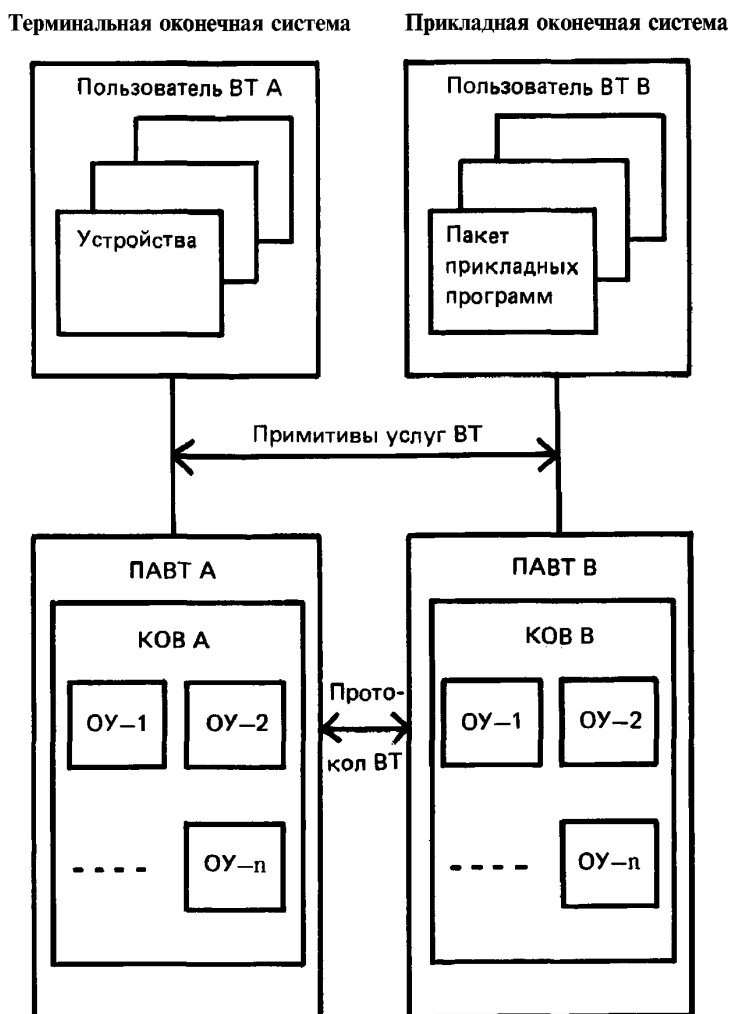 Терминальная оконечная система
Прикладная оконечная система
Пользователь ВТ А
Устройства
Пользователь ВТ В
Пакет
прикладных
программ
Примитивы услуг ВТ
ПАВТ А
КОВ А
ОУ—1
ОУ—2
ОУ—n
Прото-
кол ВТ
ПАВТ В
КОВ В
ОУ—1
ОУ—2
ОУ—n